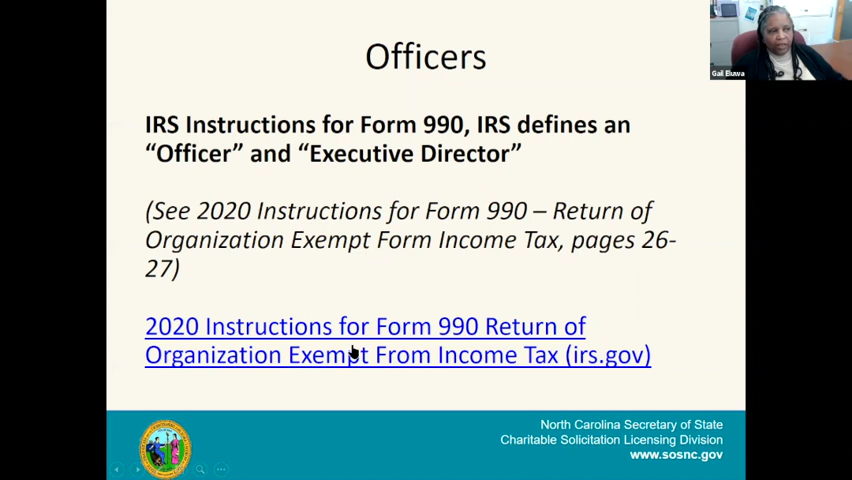 Officers
IRS Instructions for Form 990, IRS defines an
“Officer” and “Executive Director”
(See 2020 Instructions for Form 990 – Return of
Organization Exempt Form Income Tax, pages 26-
27)
2020 Instructions for Form 990 Return of
Organization Exempt From Income Tax (irs.gov)
North Carolina Secretary of State
Charitable Solicitation Licensing Division
www.sosnc.gov
Gail Eluwa